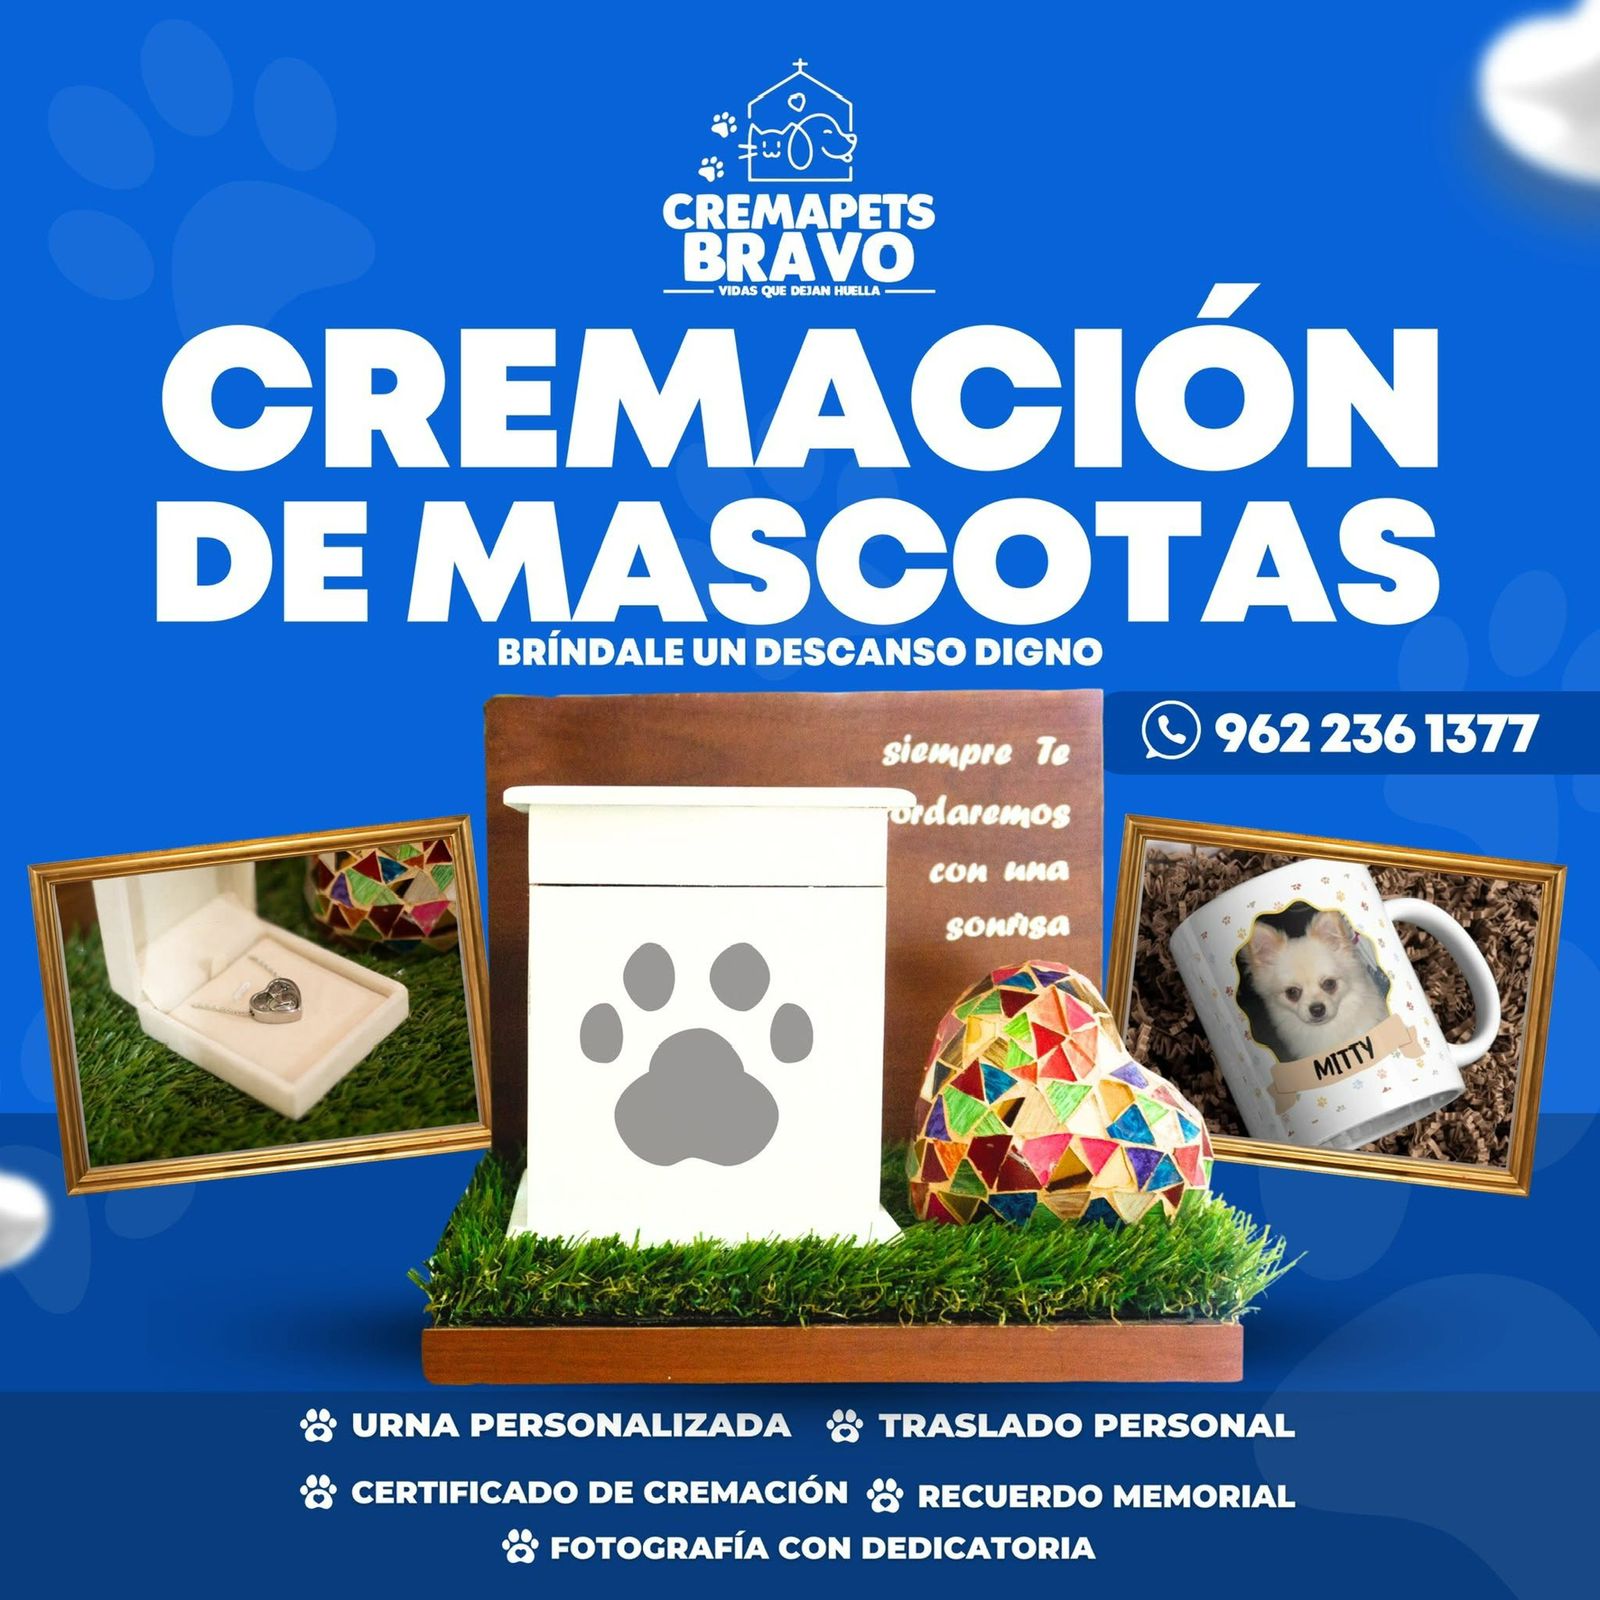 CREMAPETS
BRAVO
VIDAS QUE DEJAN HUELLA
CREMACIÓN
DE MASCOTAS
BRÍNDALE UN DESCANSO DIGNO
962 236 1377
siempre Te
ordaremos
con una
sonrisa
MITTY
URNA PERSONALIZADA
TRASLADO PERSONAL
CERTIFICADO DE CREMACIÓN
RECUERDO MEMORIAL
FOTOGRAFÍA CON DEDICATORIA